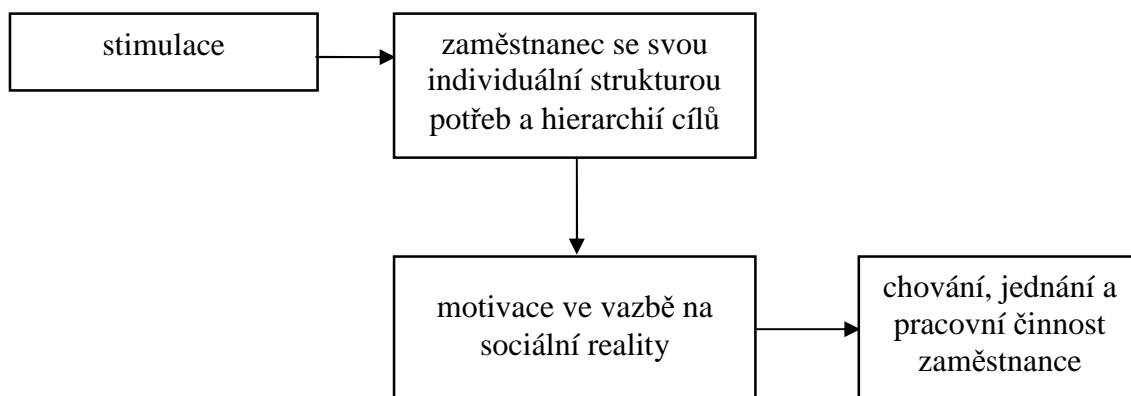 stimulace
zaměstnanec se svou
individuální strukturou
potřeb a hierarchií cílů
motivace ve vazbě na
sociální reality
chování, jednání a
pracovní činnost
zaměstnance